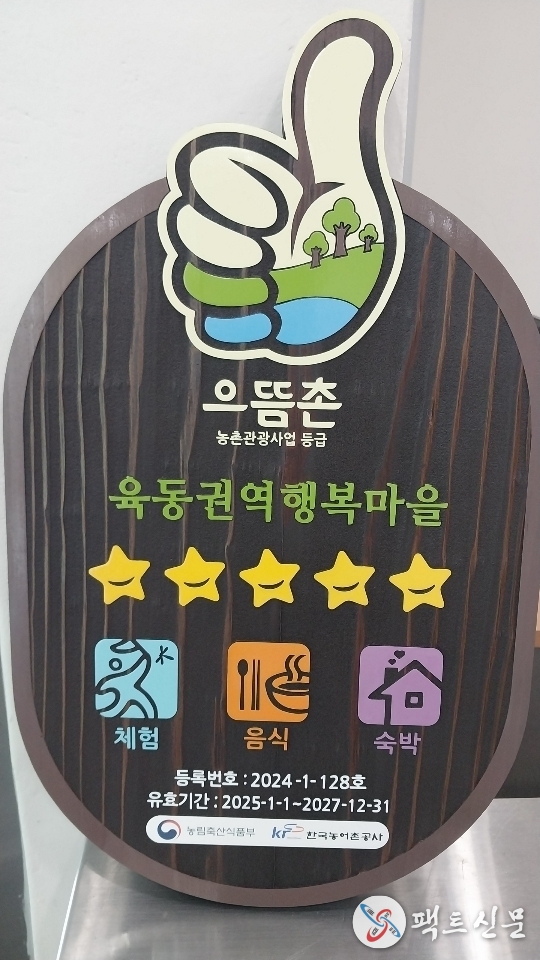 으뜸촌
농촌관광사업 등급
육동권역행복마을
체험 음식 숙박
등록번호 : 2024-1-128호
유효기간 : 2025-1-1~2027-12-31
농림축산식품부 한국농어촌공사
팩트신문